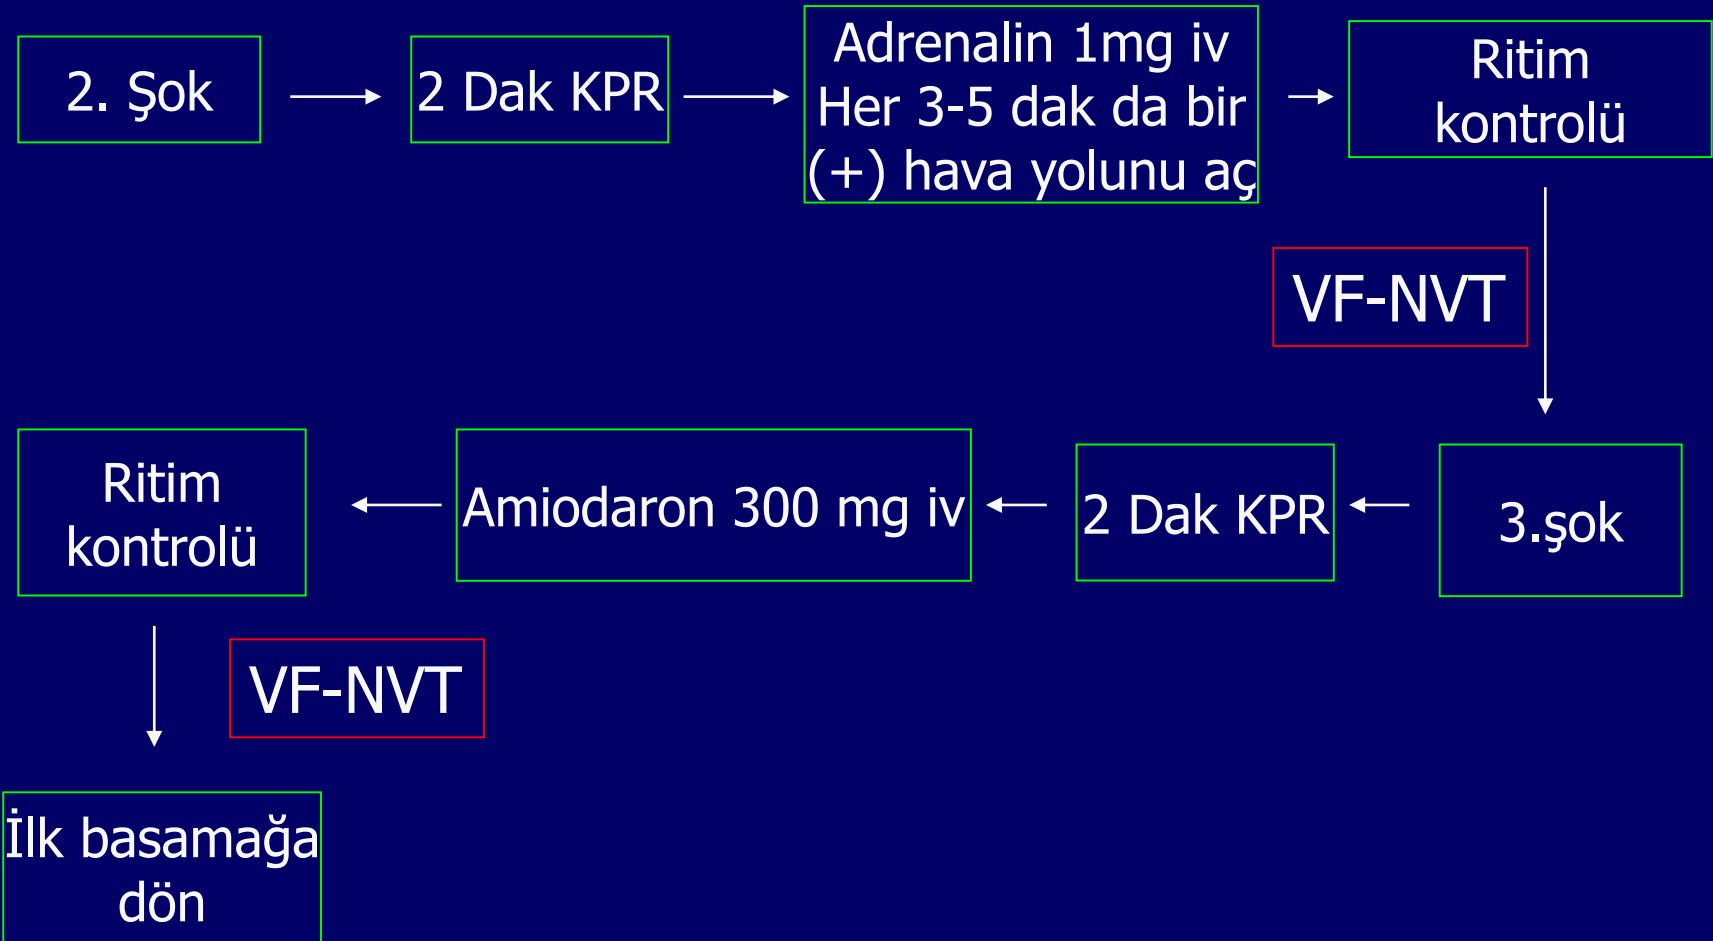 2. Şok
2 Dak KPR
Adrenalin 1mg iv
Her 3-5 dak da bir
(+) hava yolunu aç
Ritim
kontrolü
VF-NVT
3.şok
2 Dak KPR
Amiodaron 300 mg iv
Ritim
kontrolü
VF-NVT
İlk basamağa
dön